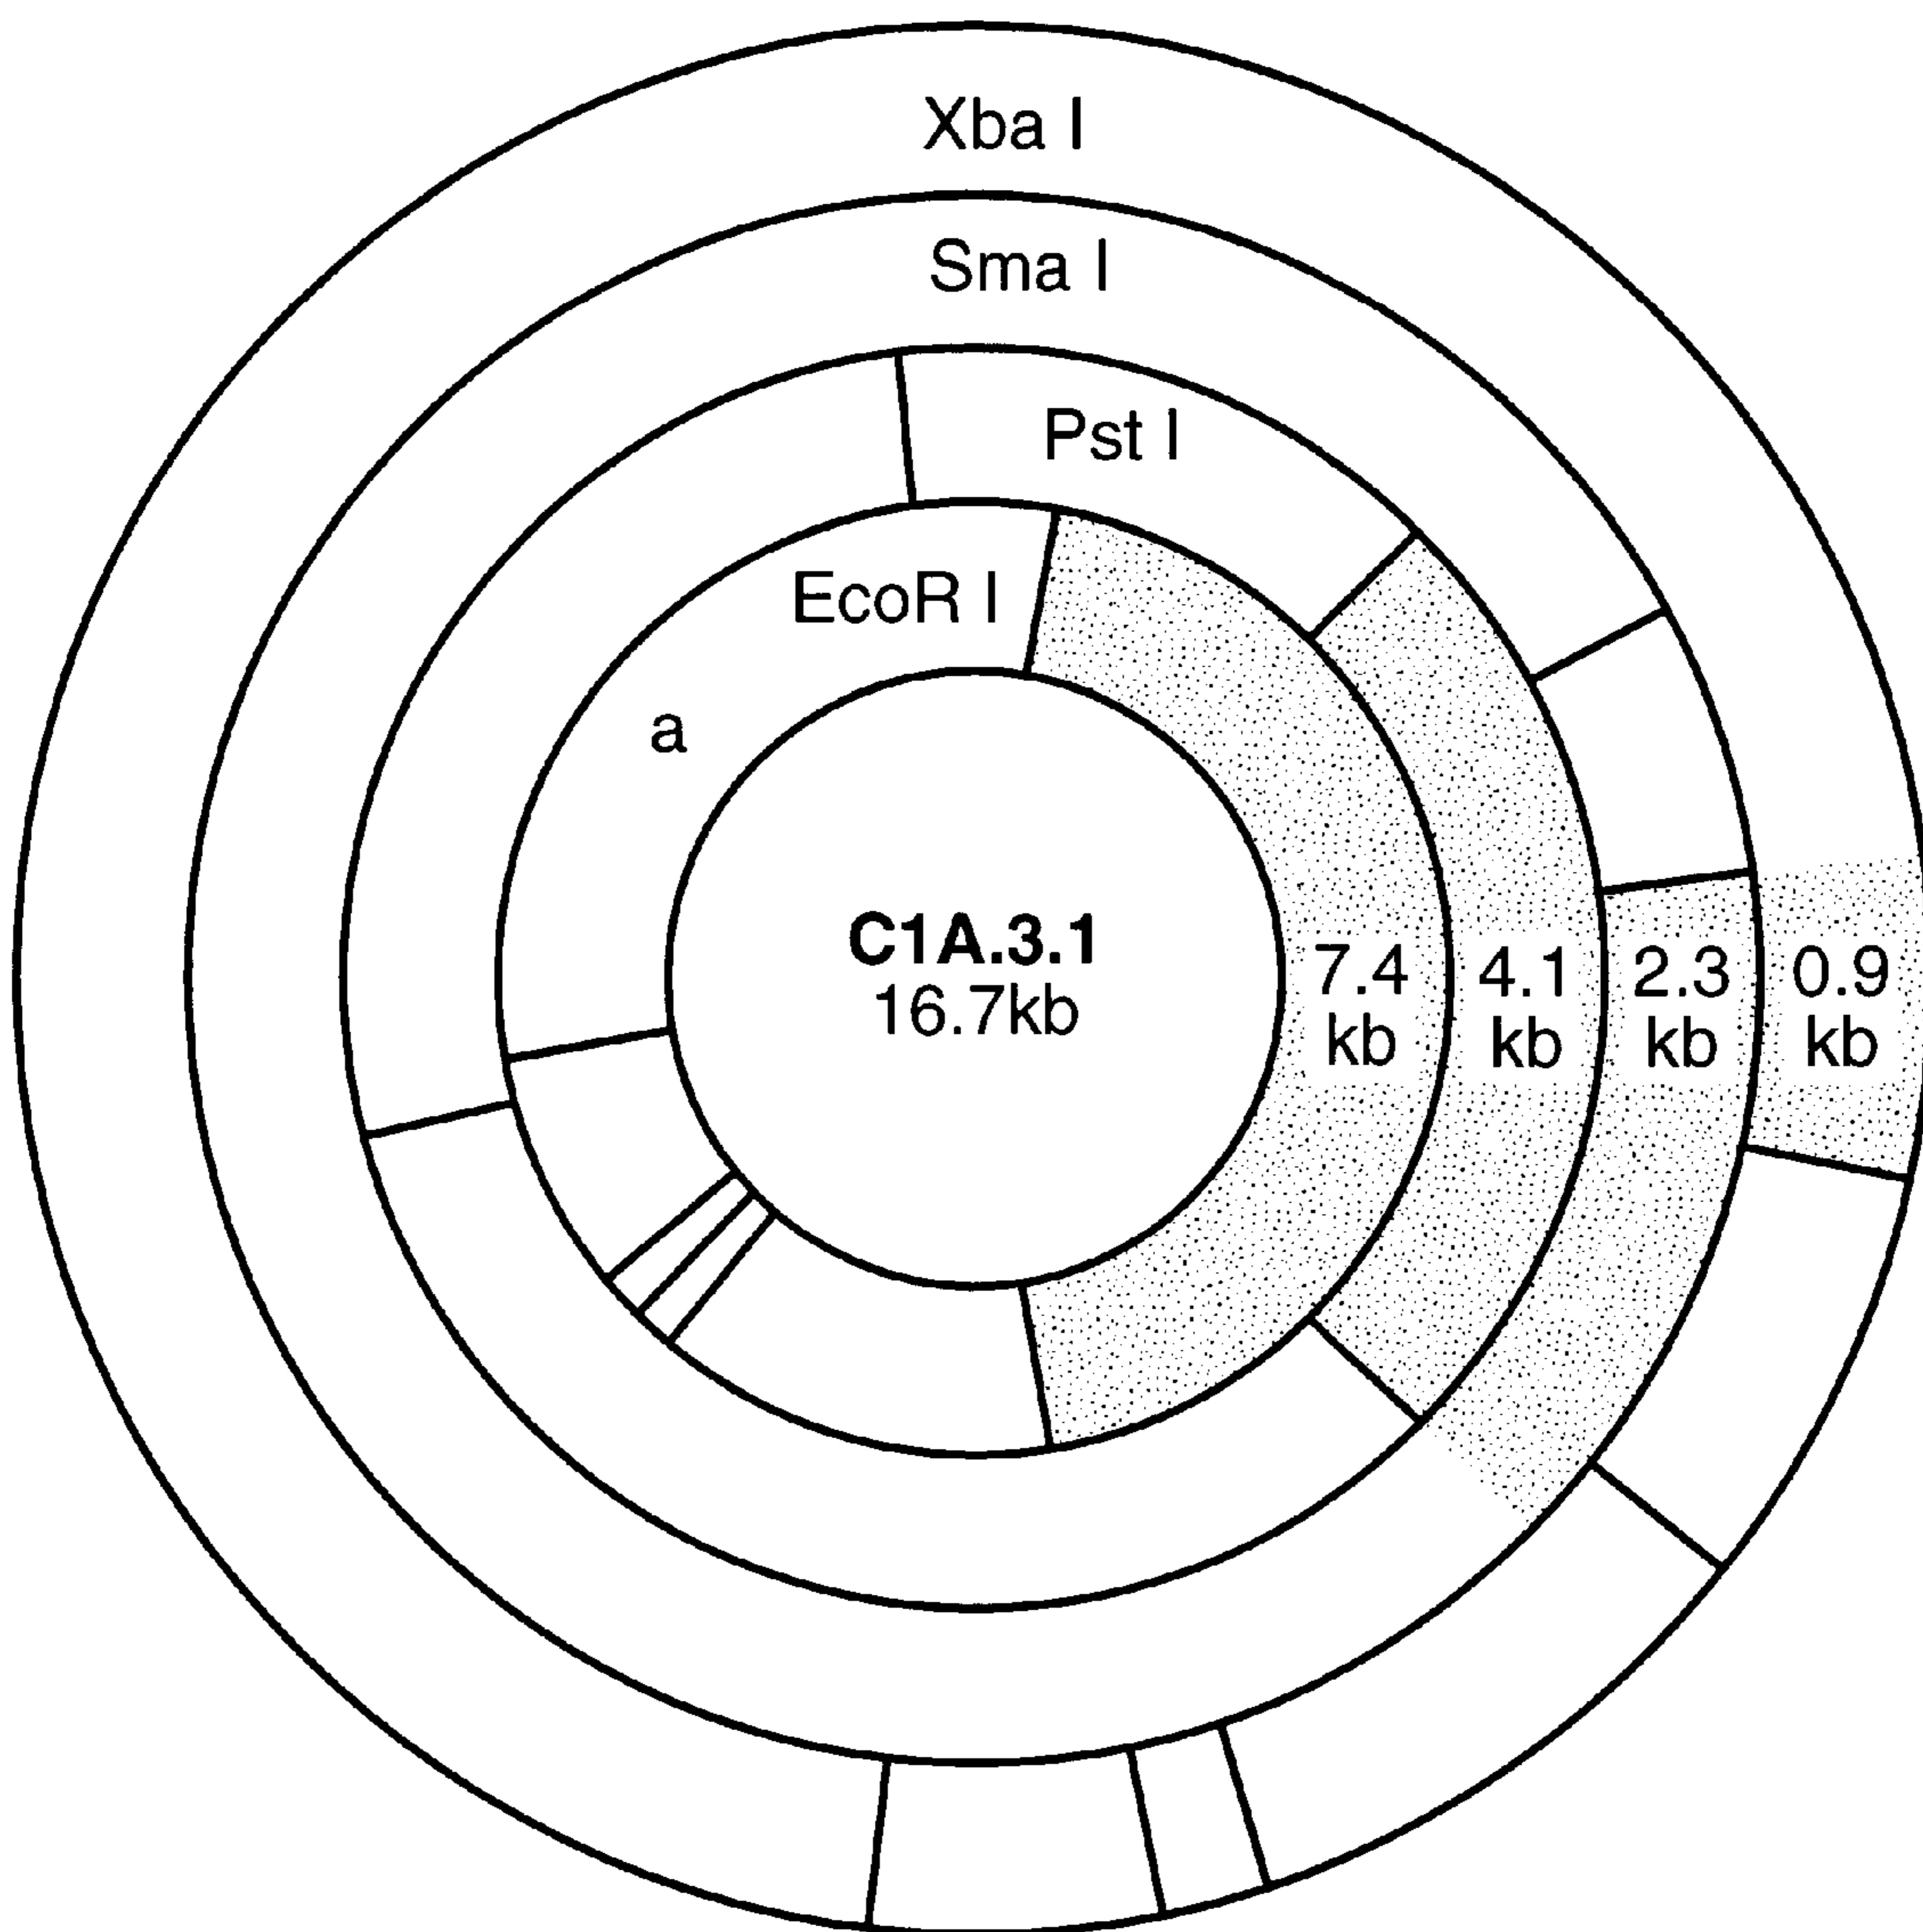 Xba I
Sma I
Pst I
EcoR I
a
C1A.3.1
16.7kb
7.4
kb
4.1
kb
2.3
kb
0.9
kb